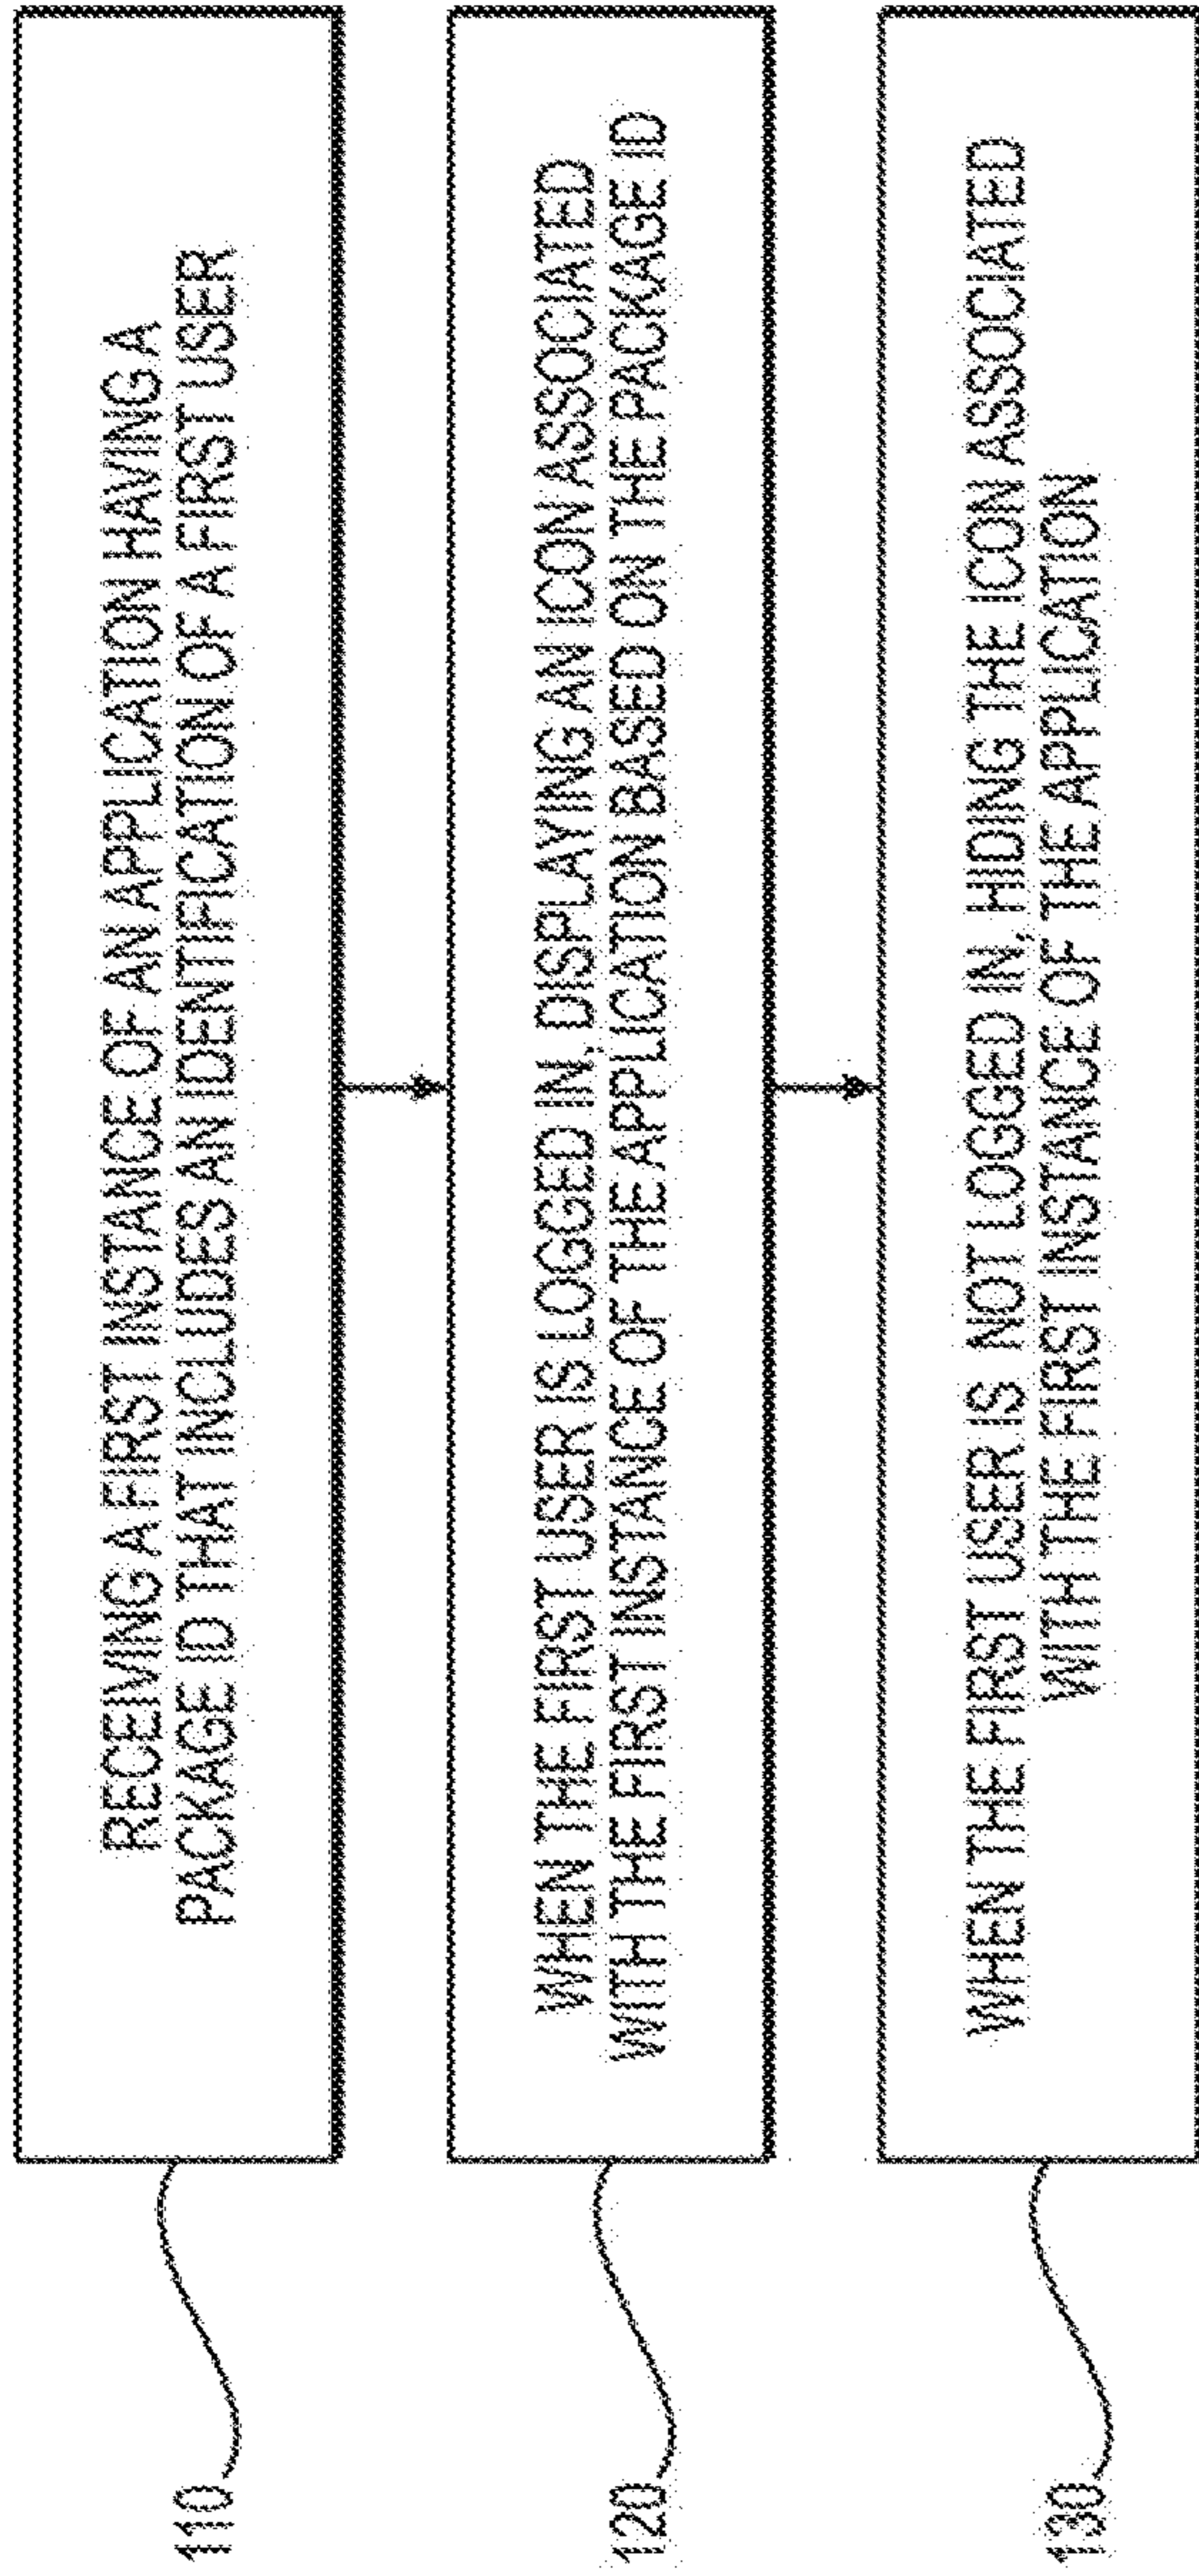 110
RECEIVING A FIRST INSTANCE OF AN APPLICATION HAVING A
PACKAGE ID THAT INCLUDES AN IDENTIFICATION OF A FIRST USER
120
WHEN THE FIRST USER IS LOGGED IN, DISPLAYING AN ICON ASSOCIATED
WITH THE FIRST INSTANCE OF THE APPLICATION BASED ON THE PACKAGE ID
130
WHEN THE FIRST USER IS NOT LOGGED IN, HIDING THE ICON ASSOCIATED
WITH THE FIRST INSTANCE OF THE APPLICATION